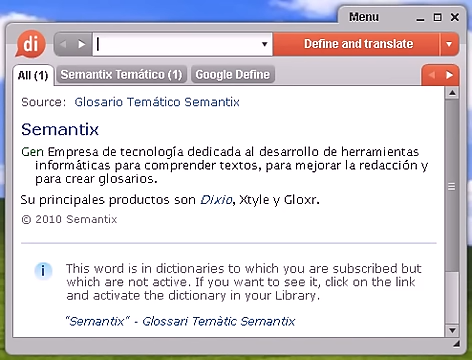 Menu
di
Define and translate
All (1) Semantix Temático (1) Google Define
Source: Glosario Temático Semantix
Semantix
Gen Empresa de tecnología dedicada al desarrollo de herramientas
informáticas para comprender textos, para mejorar la redacción y
para crear glosarios.
Su principales productos son Dixio, Xtyle y Gloxr.
© 2010 Semantix
i
This word is in dictionaries to which you are subscribed but
which are not active. If you want to see it, click on the link
and activate the dictionary in your Library.
"Semantix" - Glossari Temàtic Semantix